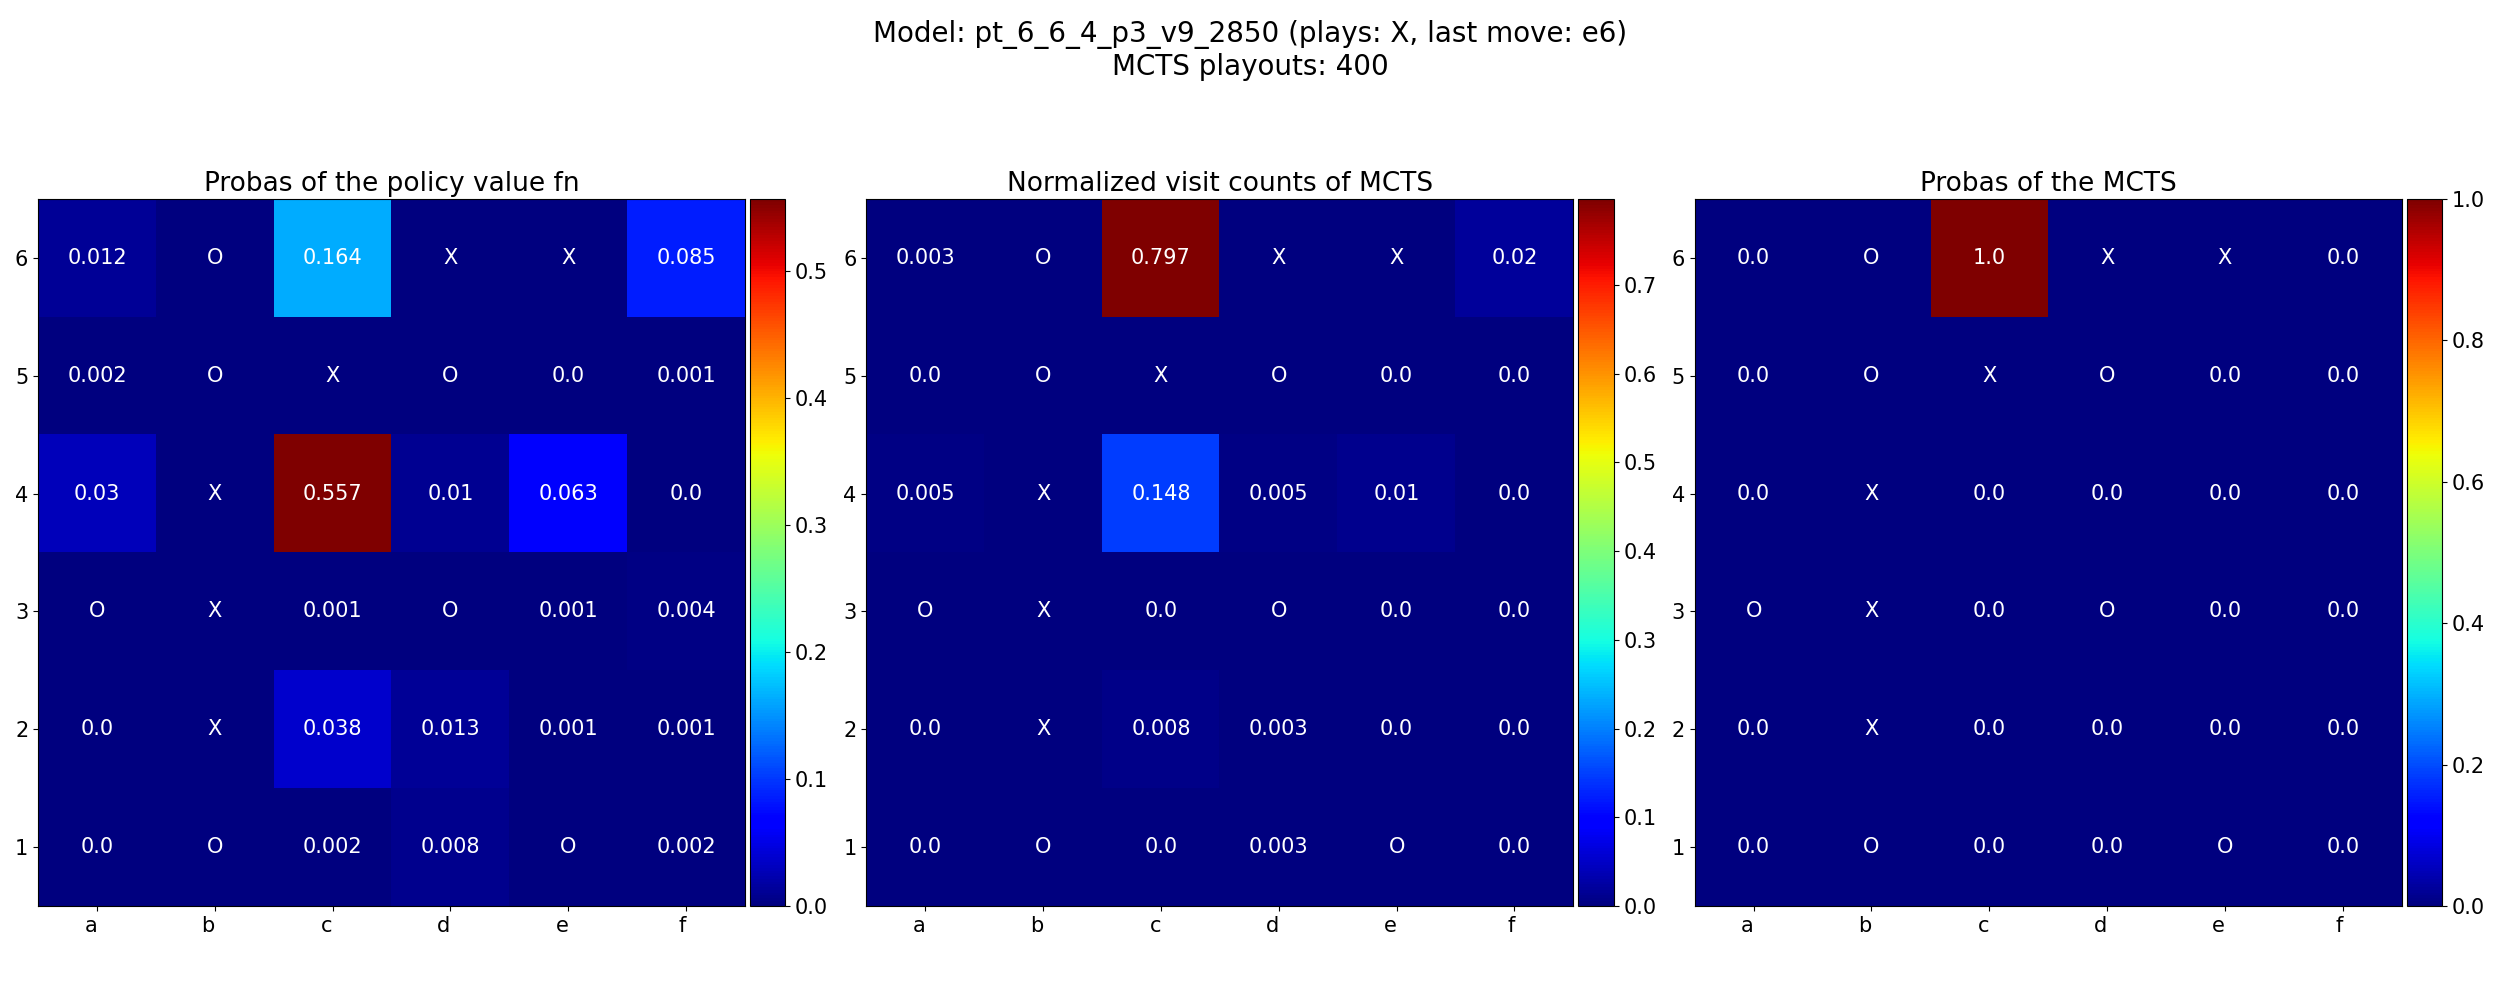 Model: pt_6_6_4_p3_v9_2850 (plays: X, last move: e6)
MCTS playouts: 400
Probas of the policy value fn
6 0.012 O 0.164 X X 0.085
5 0.002 O X O 0.0 0.001
4 0.03 X 0.557 0.01 0.063 0.0
3 O X 0.001 O 0.001 0.004
2 0.0 X 0.038 0.013 0.001 0.001
1 0.0 O 0.002 0.008 O 0.002
a b c d e f
0.5
0.4
0.3
0.2
0.1
0.0
Normalized visit counts of MCTS
6 0.003 O 0.797 X X 0.02
5 0.0 O X O 0.0 0.0
4 0.005 X 0.148 0.005 0.01 0.0
3 O X 0.0 O 0.0 0.0
2 0.0 X 0.008 0.003 0.0 0.0
1 0.0 O 0.0 0.003 O 0.0
a b c d e f
0.7
0.6
0.5
0.4
0.3
0.2
0.1
0.0
Probas of the MCTS
6 0.0 O 1.0 X X 0.0
5 0.0 O X O 0.0 0.0
4 0.0 X 0.0 0.0 0.0 0.0
3 O X 0.0 O 0.0 0.0
2 0.0 X 0.0 0.0 0.0 0.0
1 0.0 O 0.0 0.0 O 0.0
a b c d e f
1.0
0.8
0.6
0.4
0.2
0.0